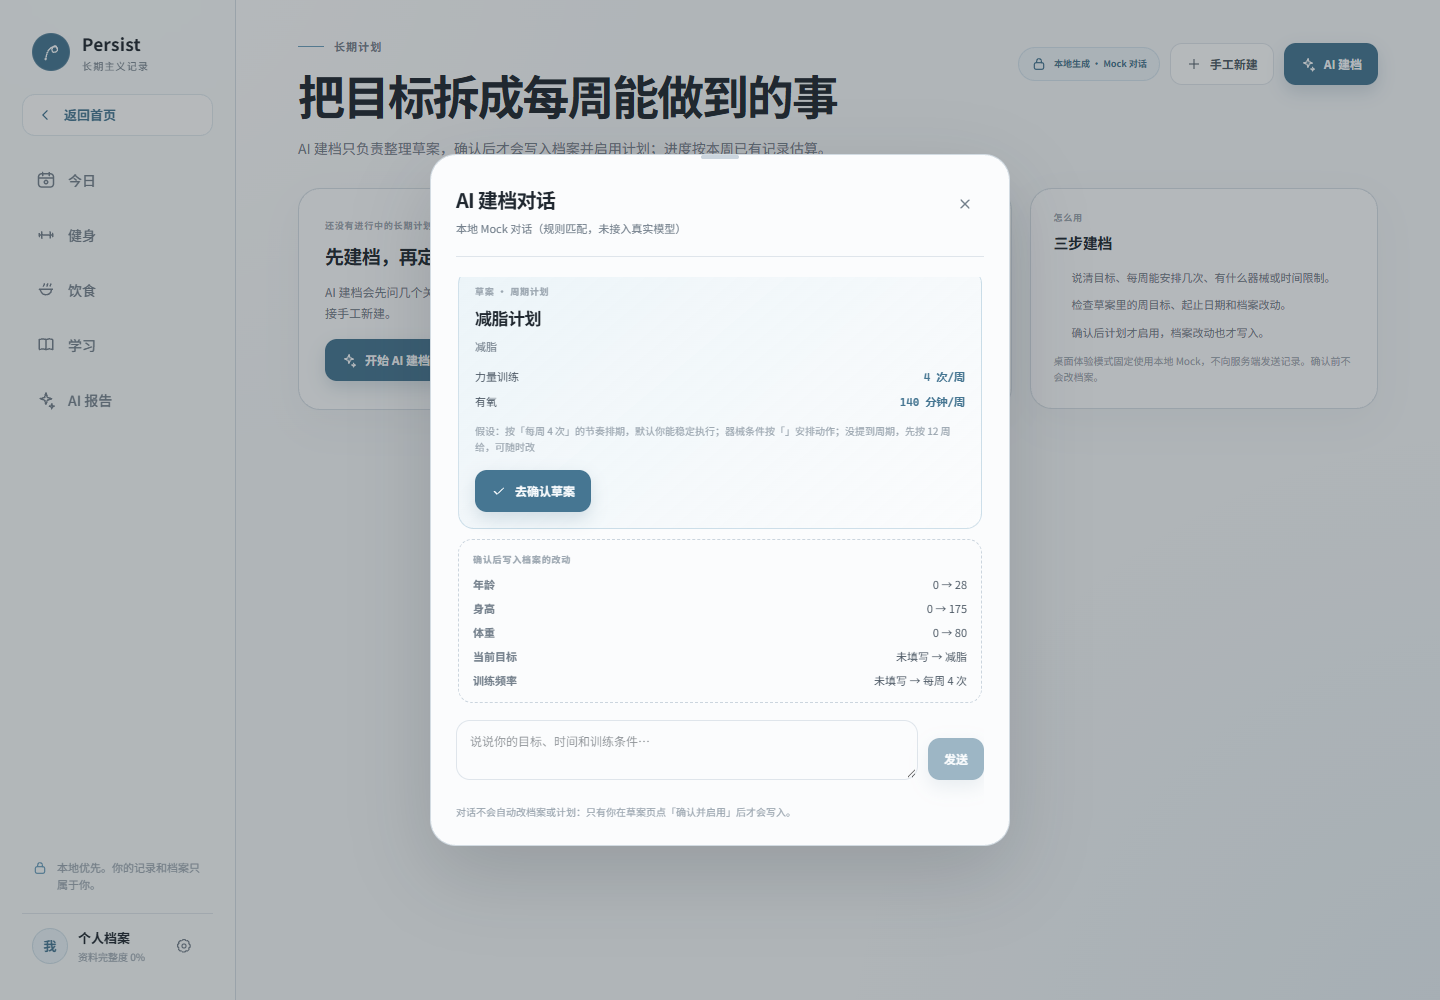 Persist
长期主义记录
返回首页
今日
健身
饮食
学习
AI 报告
本地优先。你的记录和档案只
属于你。
我
个人档案
资料完整度 0%
长期计划
把目标拆成每周能做到的事
AI 建档只负责整理草案，确认后才会写入档案并启用计划；进度按本周已有记录估算。
本地生成 · Mock 对话
手工新建
AI 建档
还没有进行中的长期计划
先建档，再定
AI 建档会先问几个关
接手工新建。
开始 AI 建档
AI 建档对话
本地 Mock 对话（规则匹配，未接入真实模型）
草案 · 周期计划
减脂计划
减脂
力量训练
4 次/周
有氧
140 分钟/周
假设：按「每周 4 次」的节奏排期，默认你能稳定执行；器械条件按「」安排动作；没提到周期，先按 12 周
给，可随时改
去确认草案
确认后写入档案的改动
年龄
0 → 28
身高
0 → 175
体重
0 → 80
当前目标
未填写 → 减脂
训练频率
未填写 → 每周 4 次
说说你的目标、时间和训练条件…
发送
对话不会自动改档案或计划：只有你在草案页点「确认并启用」后才会写入。
怎么用
三步建档
说清目标、每周能安排几次、有什么器械或时间限制。
检查草案里的周目标、起止日期和档案改动。
确认后计划才启用，档案改动也才写入。
桌面体验模式固定使用本地 Mock，不向服务端发送记录。确认前不
会改档案。